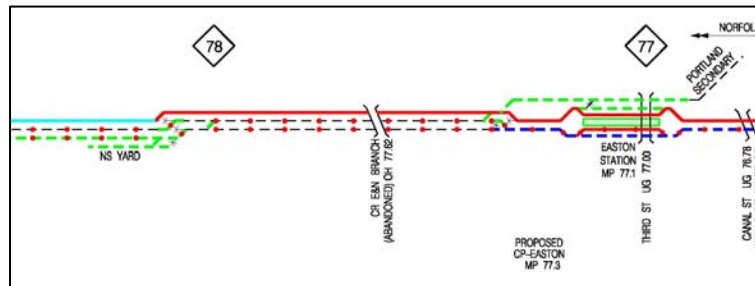 78
77
NORFOL
PORTLAND
SECONDARY
NS YARD
CR E&N BRANCH
(ABANDONED) OH 77.62
EASTON
STATION
MP 77.1
THIRD ST UG 77.00
CANAL ST UG 76.78
PROPOSED
CP-EASTON
MP 77.3